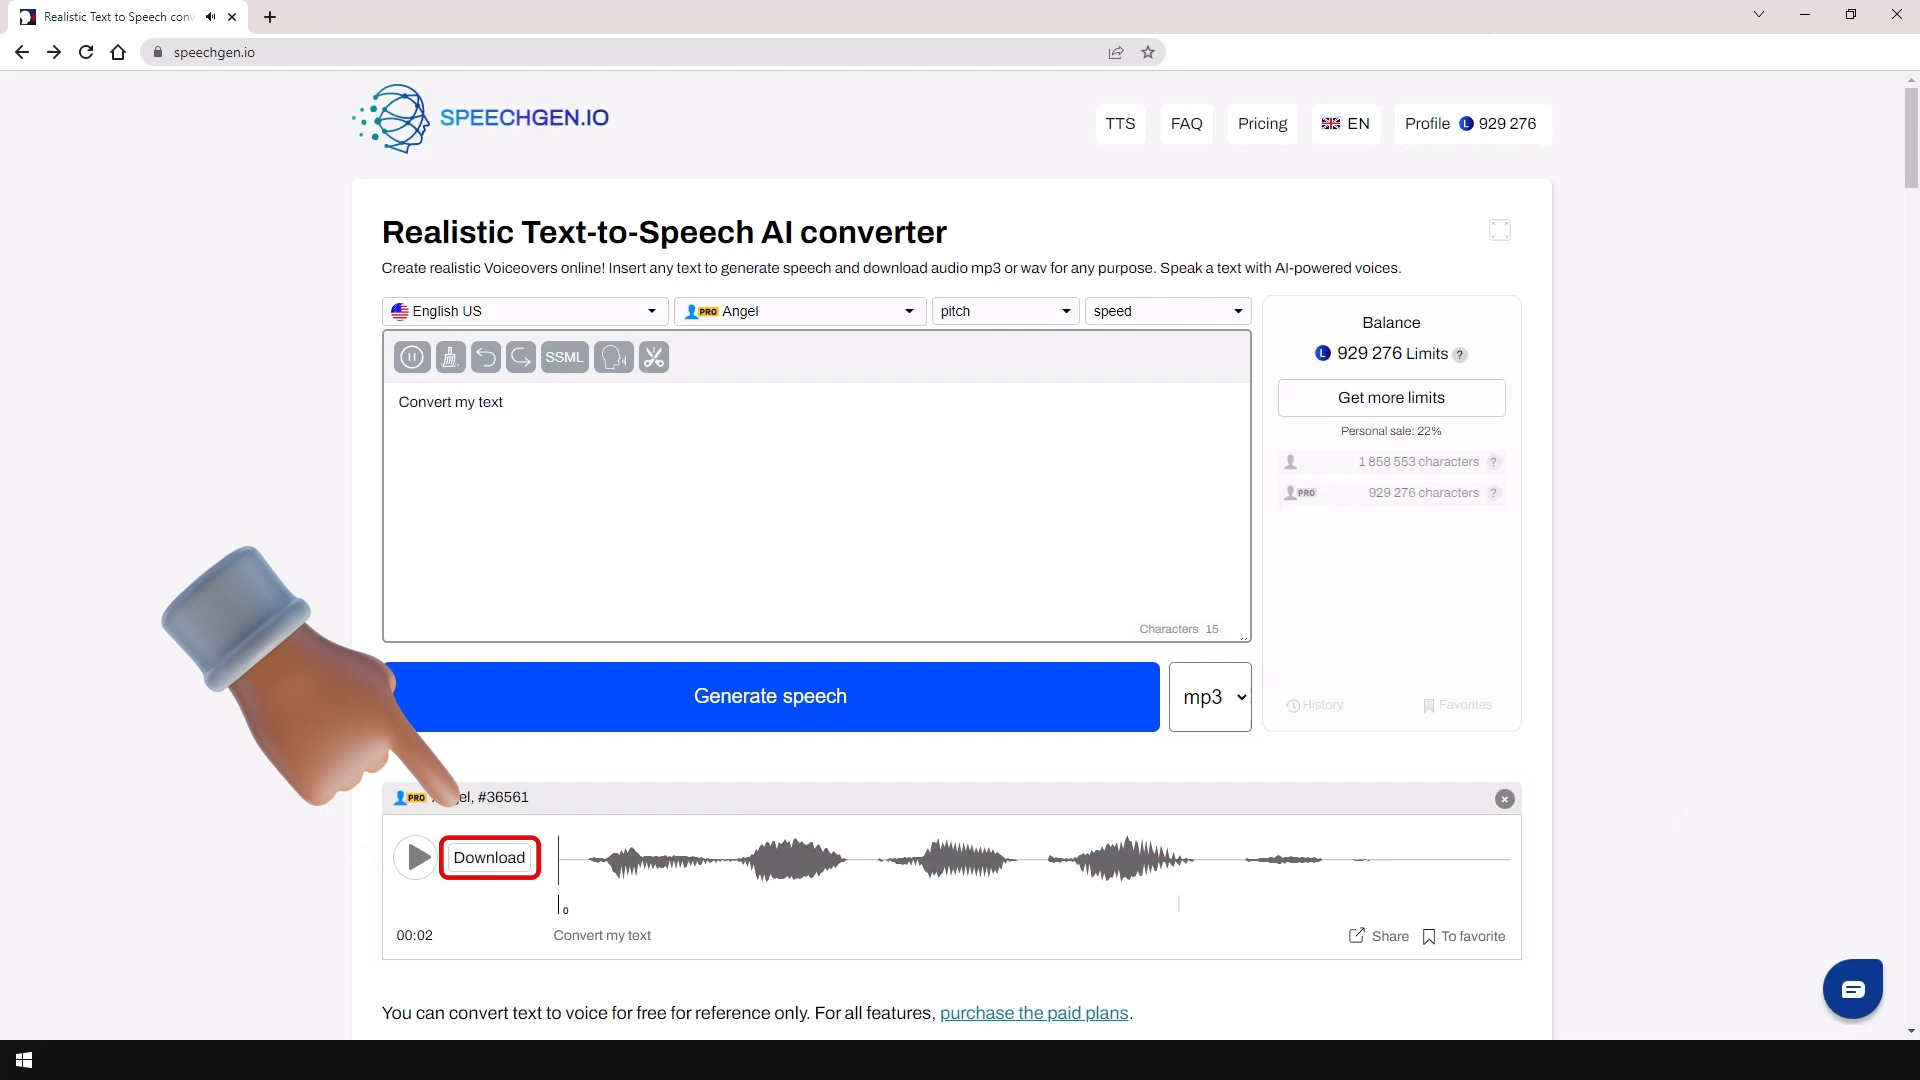 Realistic Text to Speech conv
speechgen.io
SPEECHGEN.IO
TTS
FAQ
Pricing
EN
Profile L 929 276
Realistic Text-to-Speech AI converter
Create realistic Voiceovers online! Insert any text to generate speech and download audio mp3 or wav for any purpose. Speak a text with AI-powered voices.
English US
PRO Angel
pitch
speed
SSML
Convert my text
Characters 15
Balance
L 929 276 Limits ?
Get more limits
Personal sale: 22%
1 858 553 characters ?
PRO 929 276 characters ?
History
Favorites
Generate speech
mp3
PRO el, #36561
Download
0
00:02
Convert my text
Share
To favorite
You can convert text to voice for free for reference only. For all features, purchase the paid plans.